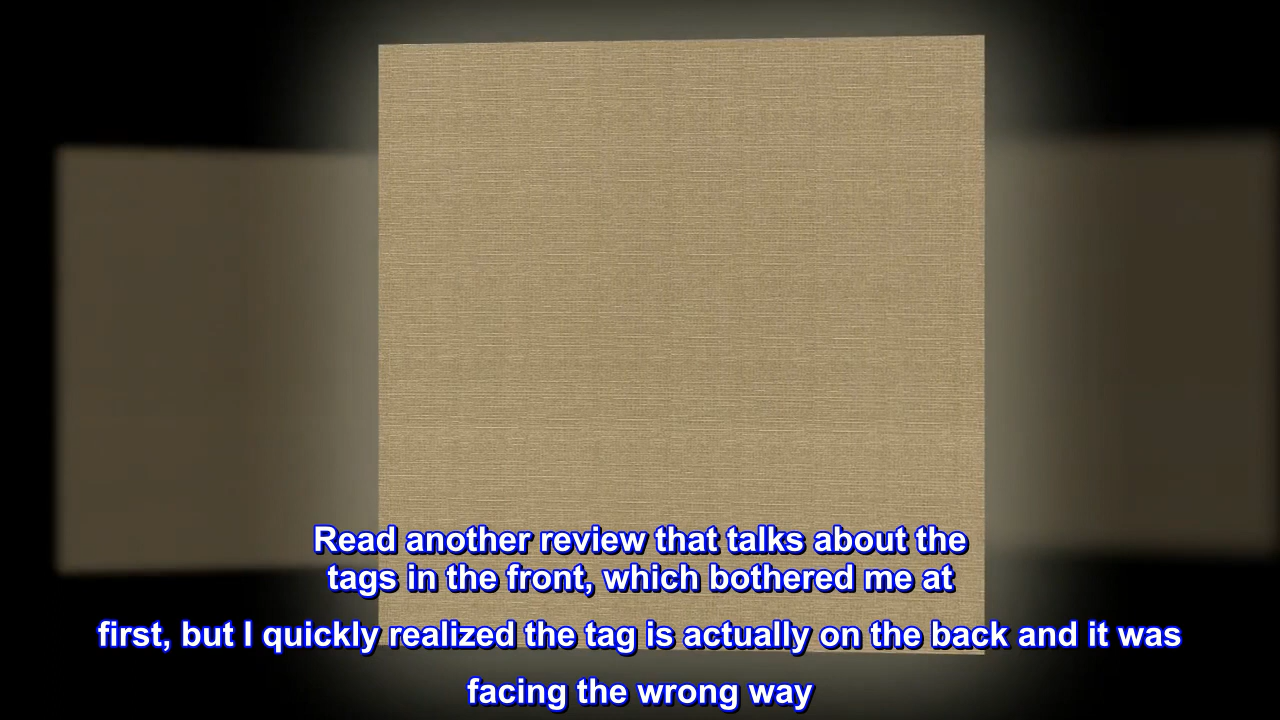 Read another review that talks about the
tags in the front, which bothered me at
first, but I quickly realized the tag is actually on the back and it was
facing the wrong way